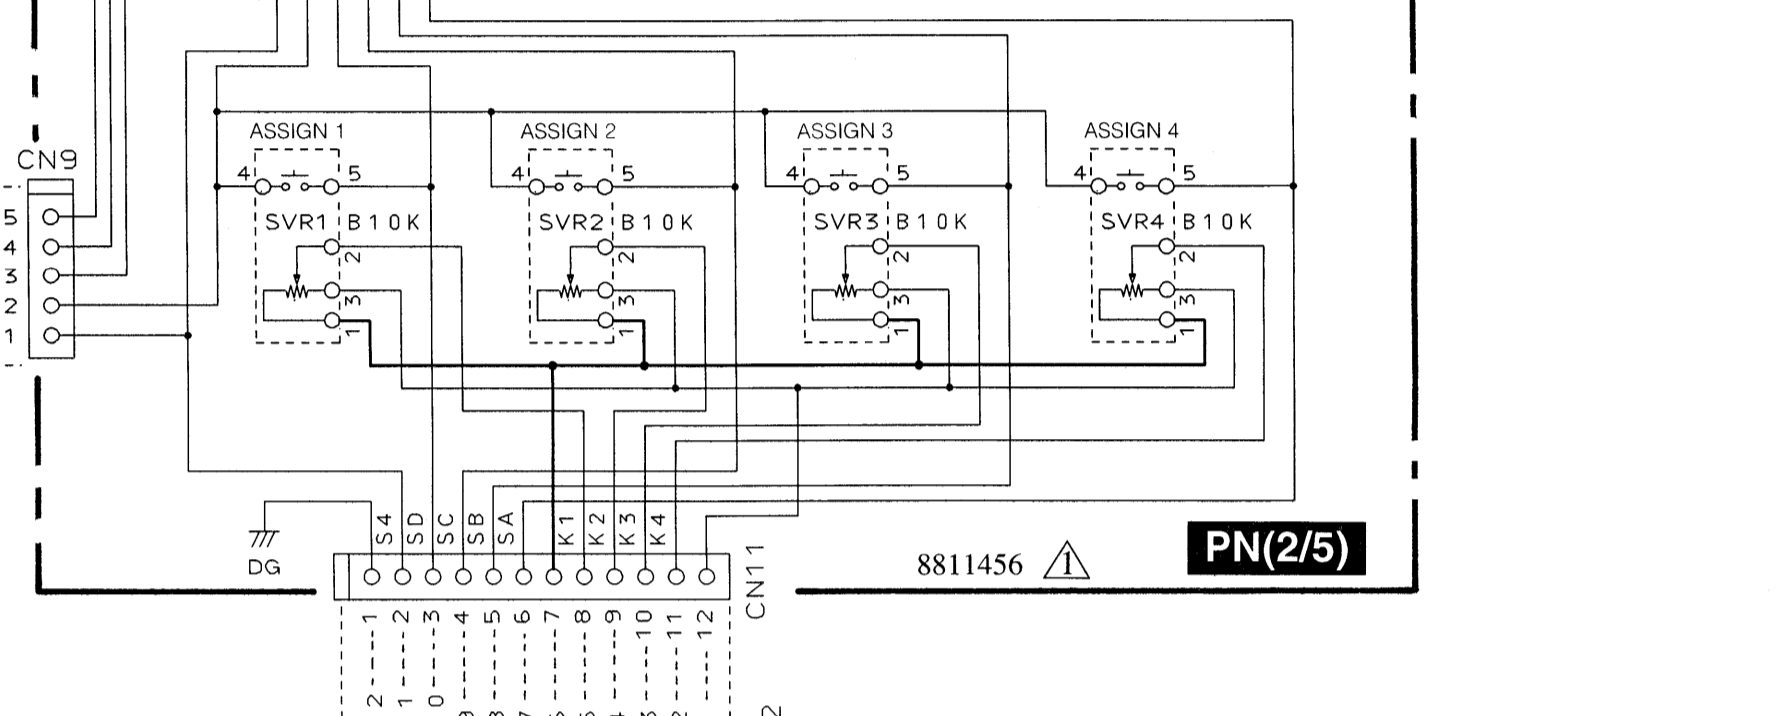 ASSIGN 1 ASSIGN 2 ASSIGN 3 ASSIGN 4
CN9
4 5 4 5 4 5 4 5
5
SVR1 B10K SVR2 B10K SVR3 B10K SVR4 B10K
4
2 2 2 2
3
3 3 3 3
2
1
1 1 1 1
S4 SD SC SB SA K1 K2 K3 K4
DG
8811456 1
PN(2/5)
CN11
1 2 3 4 5 6 7 8 9 10 11 12
2 1 0